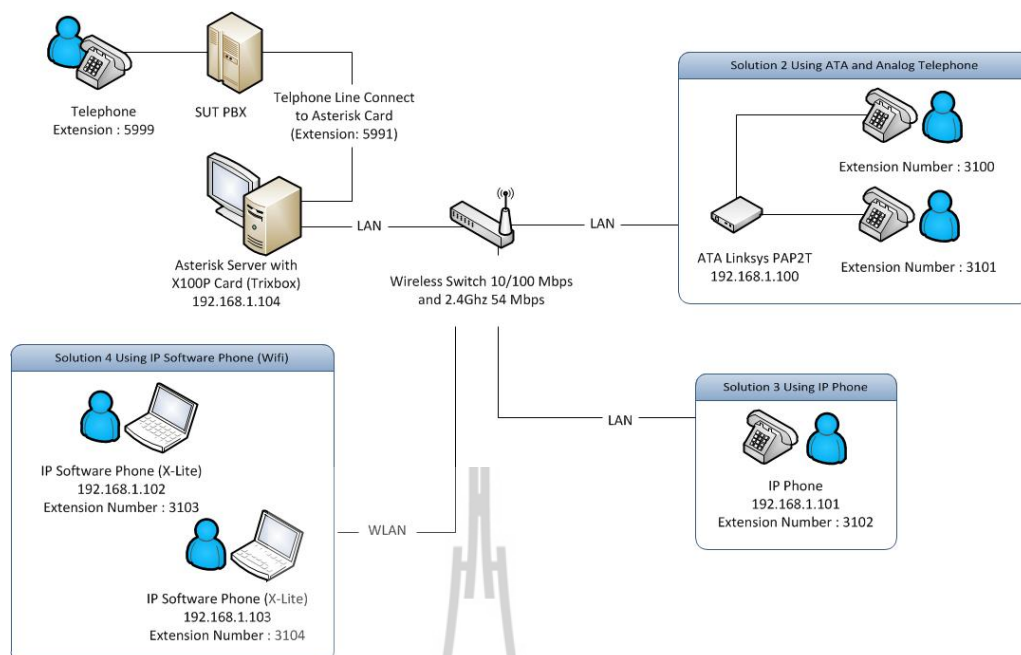 Telephone
Extension : 5999
SUT PBX
Telphone Line Connect
to Asterisk Card
(Extension: 5991)
Solution 2 Using ATA and Analog Telephone
Extension Number : 3100
ATA Linksys PAP2T
192.168.1.100
Extension Number : 3101
LAN
LAN
Asterisk Server with
X100P Card (Trixbox)
192.168.1.104
Wireless Switch 10/100 Mbps
and 2.4Ghz 54 Mbps
Solution 4 Using IP Software Phone (Wifi)
IP Software Phone (X-Lite)
192.168.1.102
Extension Number : 3103
IP Software Phone (X-Lite)
192.168.1.103
Extension Number : 3104
WLAN
LAN
Solution 3 Using IP Phone
IP Phone
192.168.1.101
Extension Number : 3102